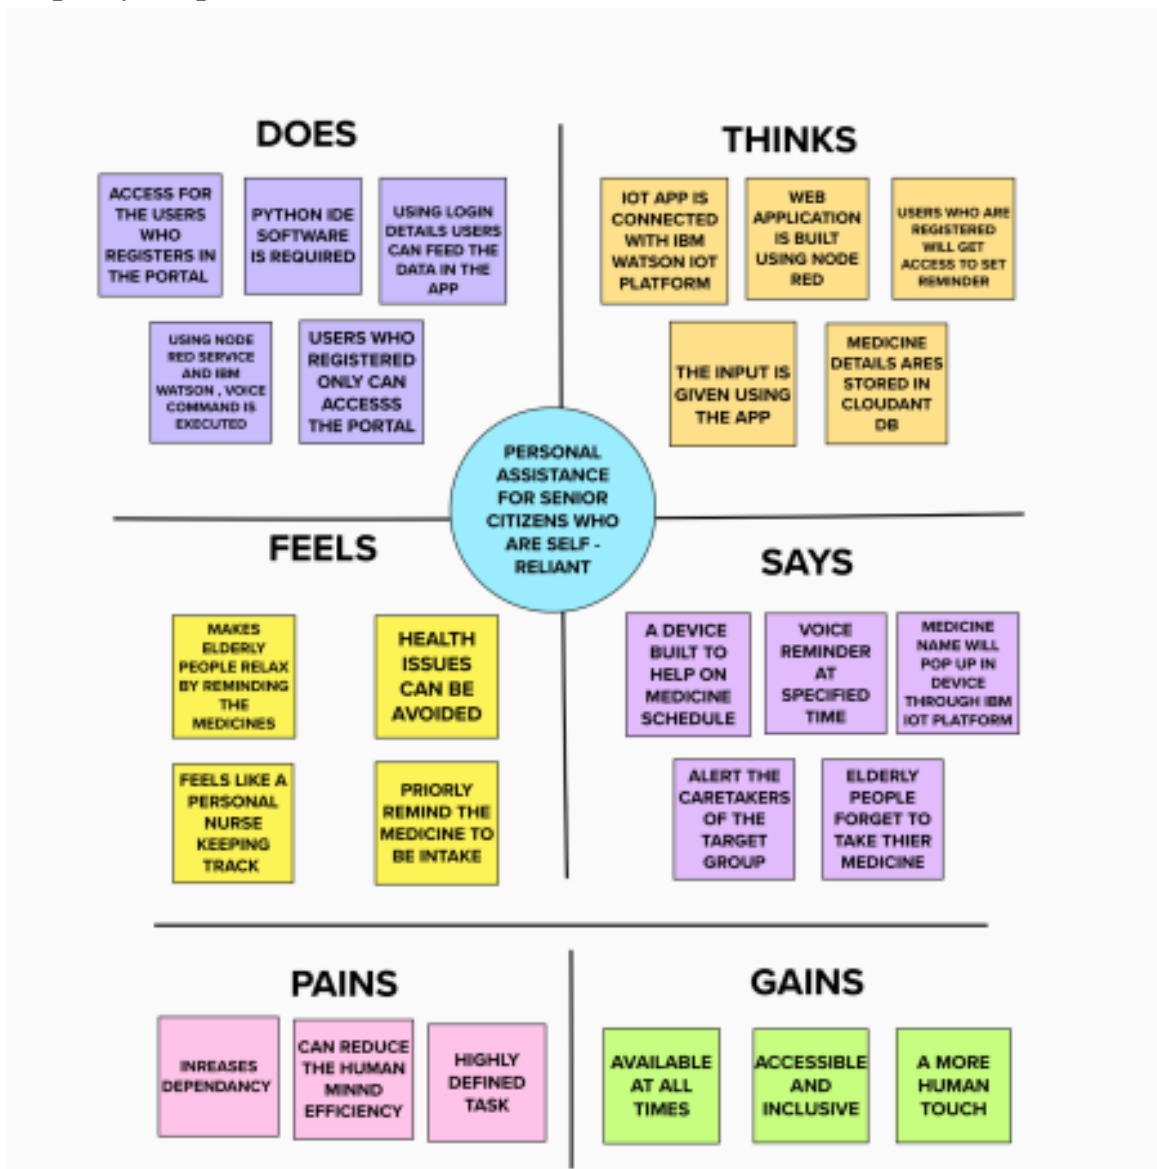 DOES
ACCESS FOR
THE USERS
WHO
REGISTERS IN
THE PORTAL
PYTHON IDE
SOFTWARE
IS REQUIRED
USING LOGIN
DETAILS USERS
CAN FEED THE
DATA IN THE
APP
USING NODE
RED SERVICE
AND IBM
WATSON , VOICE
COMMAND IS
EXECUTED
USERS WHO
REGISTERED
ONLY CAN
ACCESSS
THE PORTAL
THINKS
IOT APP IS
CONNECTED
WITH IBM
WATSON IOT
PLATFORM
WEB
APPLICATION
IS BUILT
USING NODE
RED
USERS WHO ARE
REGISTERED
WILL GET
ACCESS TO SET
REMINDER
THE INPUT IS
GIVEN USING
THE APP
MEDICINE
DETAILS ARES
STORED IN
CLOUDANT
DB
PERSONAL
ASSISTANCE
FOR SENIOR
CITIZENS WHO
ARE SELF -
RELIANT
FEELS
MAKES
ELDERLY
PEOPLE RELAX
BY REMINDING
THE
MEDICINES
HEALTH
ISSUES
CAN BE
AVOIDED
FEELS LIKE A
PERSONAL
NURSE
KEEPING
TRACK
PRIORLY
REMIND THE
MEDICINE TO
BE INTAKE
SAYS
A DEVICE
BUILT TO
HELP ON
MEDICINE
SCHEDULE
VOICE
REMINDER
AT
SPECIFIED
TIME
MEDICINE
NAME WILL
POP UP IN
DEVICE
THROUGH IBM
IOT PLATFORM
ALERT THE
CARETAKERS
OF THE
TARGET
GROUP
ELDERLY
PEOPLE
FORGET TO
TAKE THIER
MEDICINE
PAINS
INREASES
DEPENDANCY
CAN REDUCE
THE HUMAN
MINND
EFFICIENCY
HIGHLY
DEFINED
TASK
GAINS
AVAILABLE
AT ALL
TIMES
ACCESSIBLE
AND
INCLUSIVE
A MORE
HUMAN
TOUCH